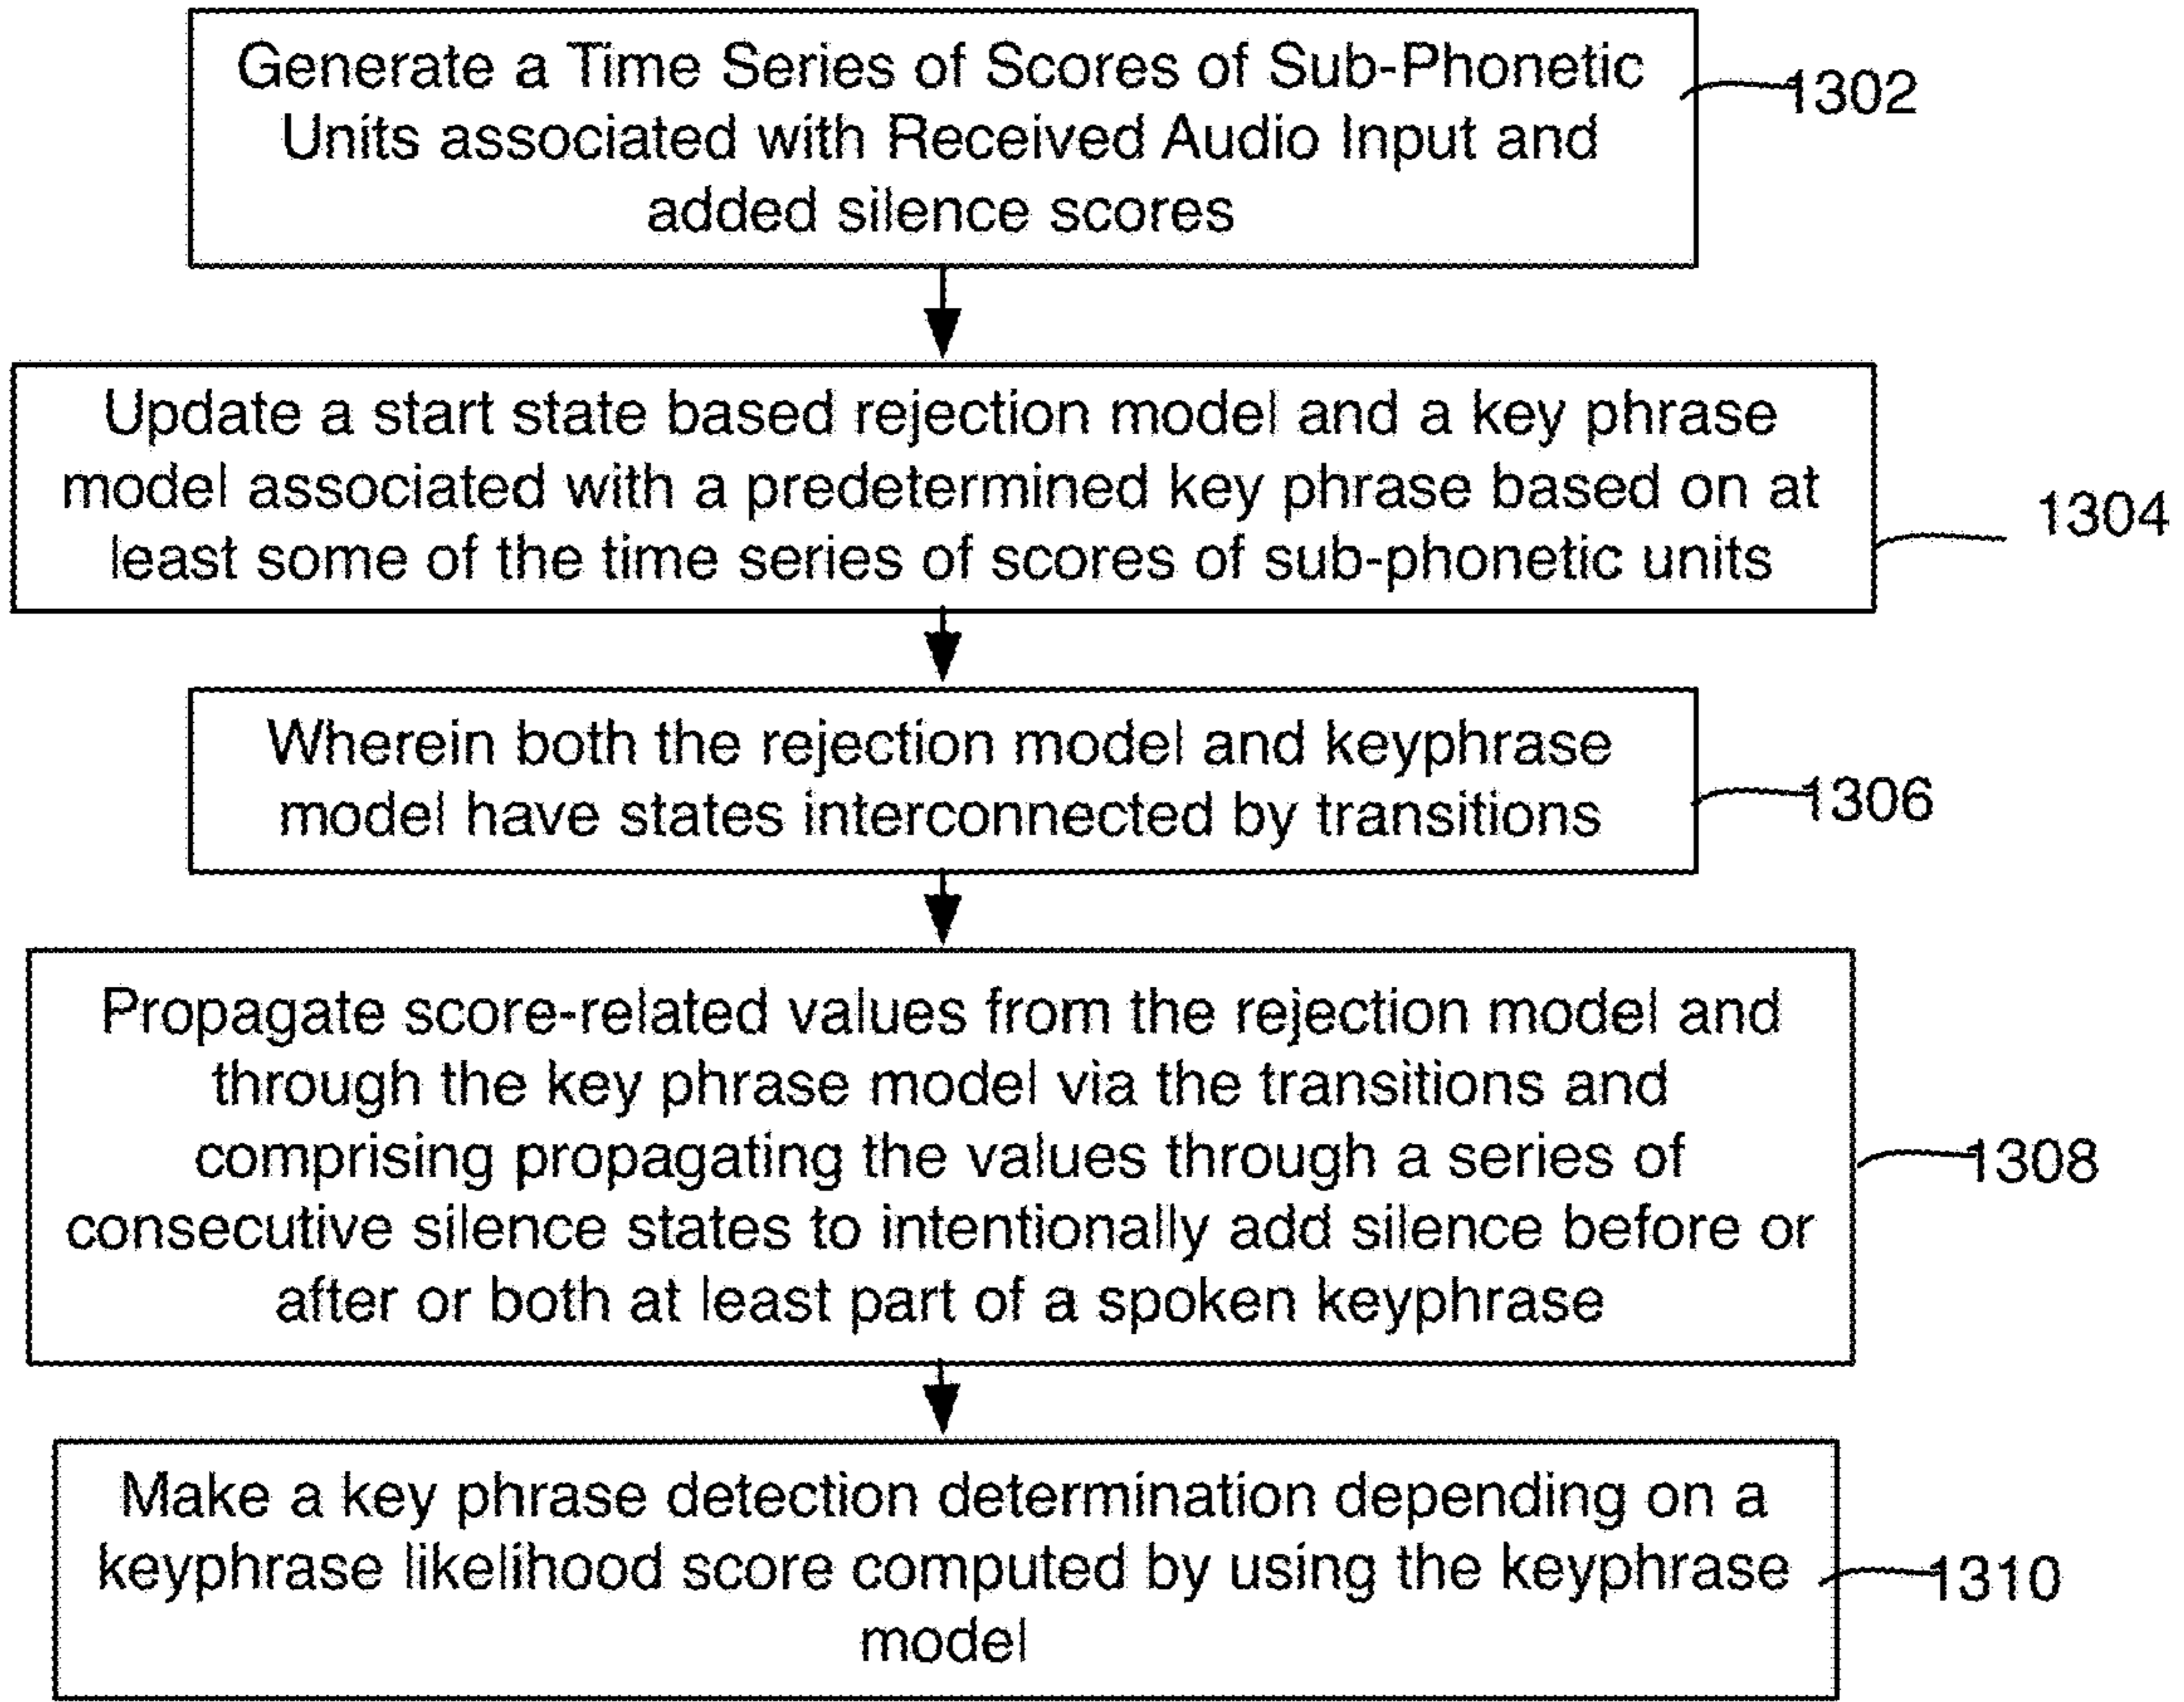 Generate a Time Series of Scores of Sub-Phonetic
Units associated with Received Audio Input and
added silence scores
1302
Update a start state based rejection model and a key phrase
model associated with a predetermined key phrase based on at
least some of the time series of scores of sub-phonetic units
1304
Wherein both the rejection model and keyphrase
model have states interconnected by transitions
1306
Propagate score-related values from the rejection model and
through the key phrase model via the transitions and
comprising propagating the values through a series of
consecutive silence states to intentionally add silence before or
after or both at least part of a spoken keyphrase
1308
Make a key phrase detection determination depending on a
keyphrase likelihood score computed by using the keyphrase
model
1310